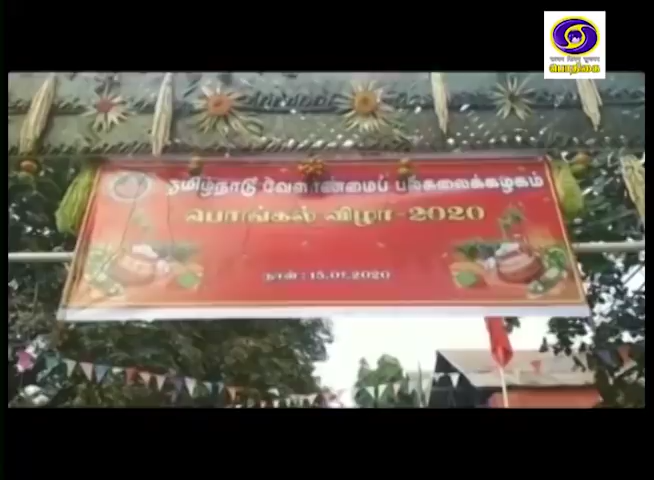 பொதிகை
தமிழ்நாடு வேளாண்மைப் பல்கலைக்கழகம்
பொங்கல் விழா - 2020
நாள் : 15.01.2020